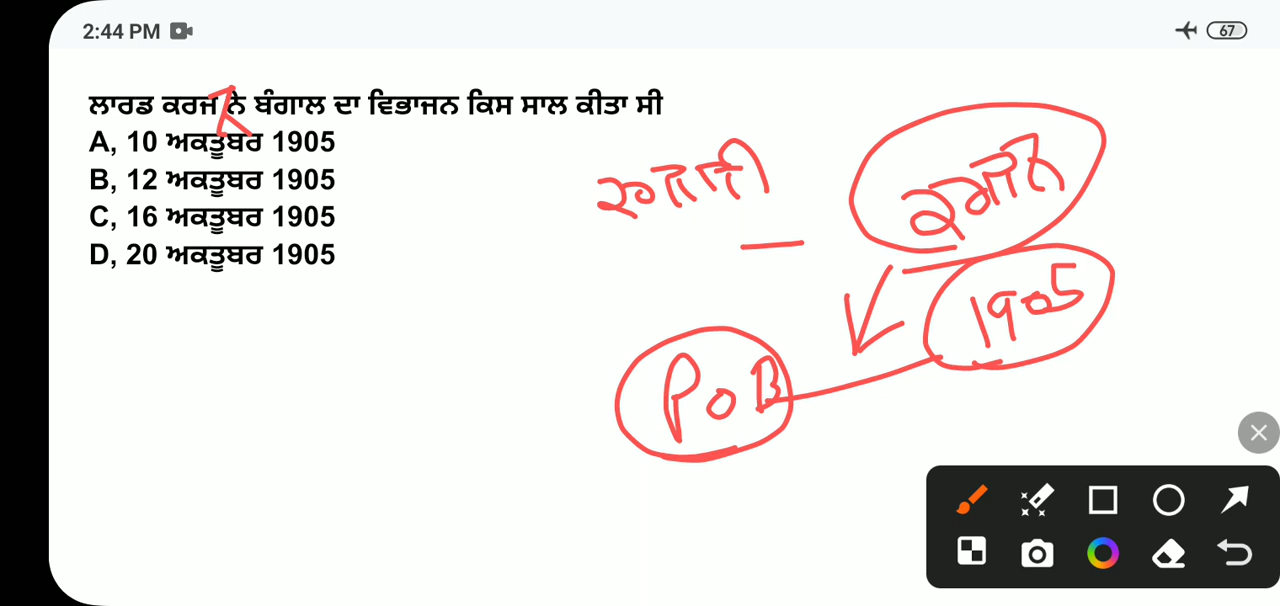 2:44 PM
67
ਲਾਰਡ ਕਰਜ ਨੇ ਬੰਗਾਲ ਦਾ ਵਿਭਾਜਨ ਕਿਸ ਸਾਲ ਕੀਤਾ ਸੀ
A, 10 ਅਕਤੂਬਰ 1905
B, 12 ਅਕਤੂਬਰ 1905
C, 16 ਅਕਤੂਬਰ 1905
D, 20 ਅਕਤੂਬਰ 1905
1905
POB